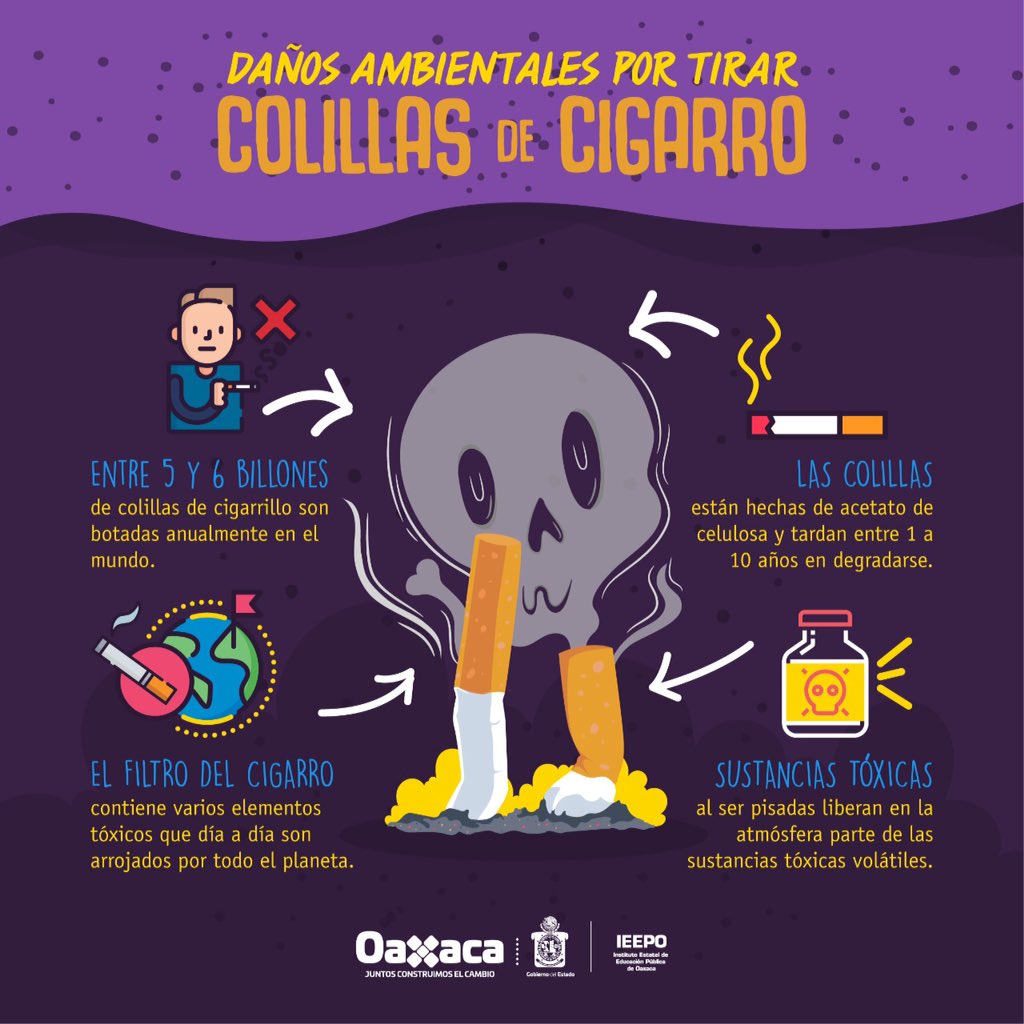 DAÑOS AMBIENTALES POR TIRAR
COLILLAS DE CIGARRO
ENTRE 5 Y 6 BILLONES
de colillas de cigarrillo son
botadas anualmente en el
mundo.
LAS COLILLAS
están hechas de acetato de
celulosa y tardan entre 1 a
10 años en degradarse.
EL FILTRO DEL CIGARRO
contiene varios elementos
tóxicos que día a día son
arrojados por todo el planeta.
SUSTANCIAS TÓXICAS
al ser pisadas liberan en la
atmósfera parte de las
sustancias tóxicas volátiles.
Oaxaca
JUNTOS CONSTRUIMOS EL CAMBIO
Gobierno del Estado
IEEPO
Instituto Estatal de
Educación Pública
de Oaxaca